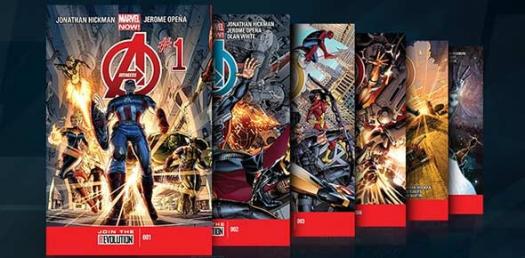 JONATHAN HICKMAN
MARVEL
NOW!
JEROME OPEÑA
AVENGERS
#1
JOIN THE
REVOLUTION
001
JONATHAN HICKMAN
JEROME OPEÑA
DEAN WHITE
002
003